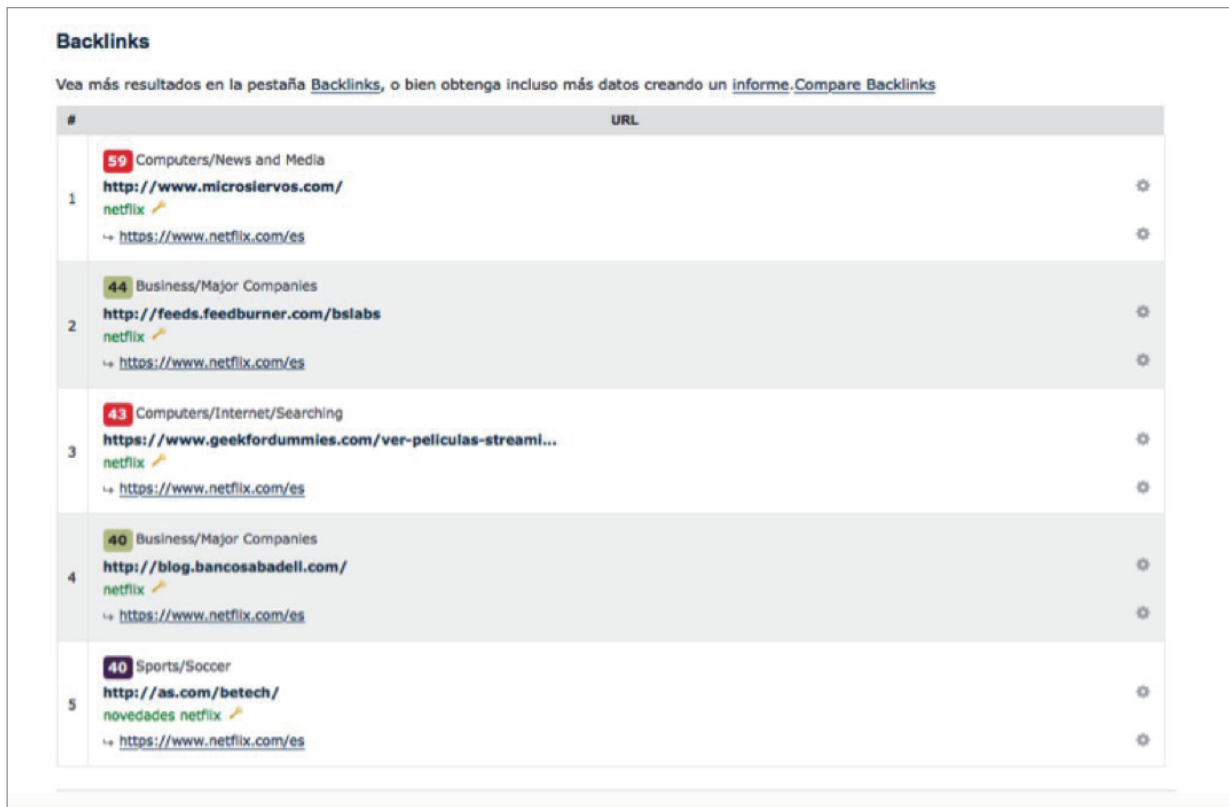 Backlinks
Vea más resultados en la pestaña Backlinks, o bien obtenga incluso más datos creando un informe.Compare Backlinks
# URL
59 Computers/News and Media
1
http://www.microsiervos.com/
netflix
↪ https://www.netflix.com/es
44 Business/Major Companies
2
http://feeds.feedburner.com/bslabs
netflix
↪ https://www.netflix.com/es
43 Computers/Internet/Searching
3
https://www.geekfordummies.com/ver-peliculas-streami...
netflix
↪ https://www.netflix.com/es
40 Business/Major Companies
4
http://blog.bancosabadell.com/
netflix
↪ https://www.netflix.com/es
40 Sports/Soccer
5
http://as.com/betech/
novedades netflix
↪ https://www.netflix.com/es